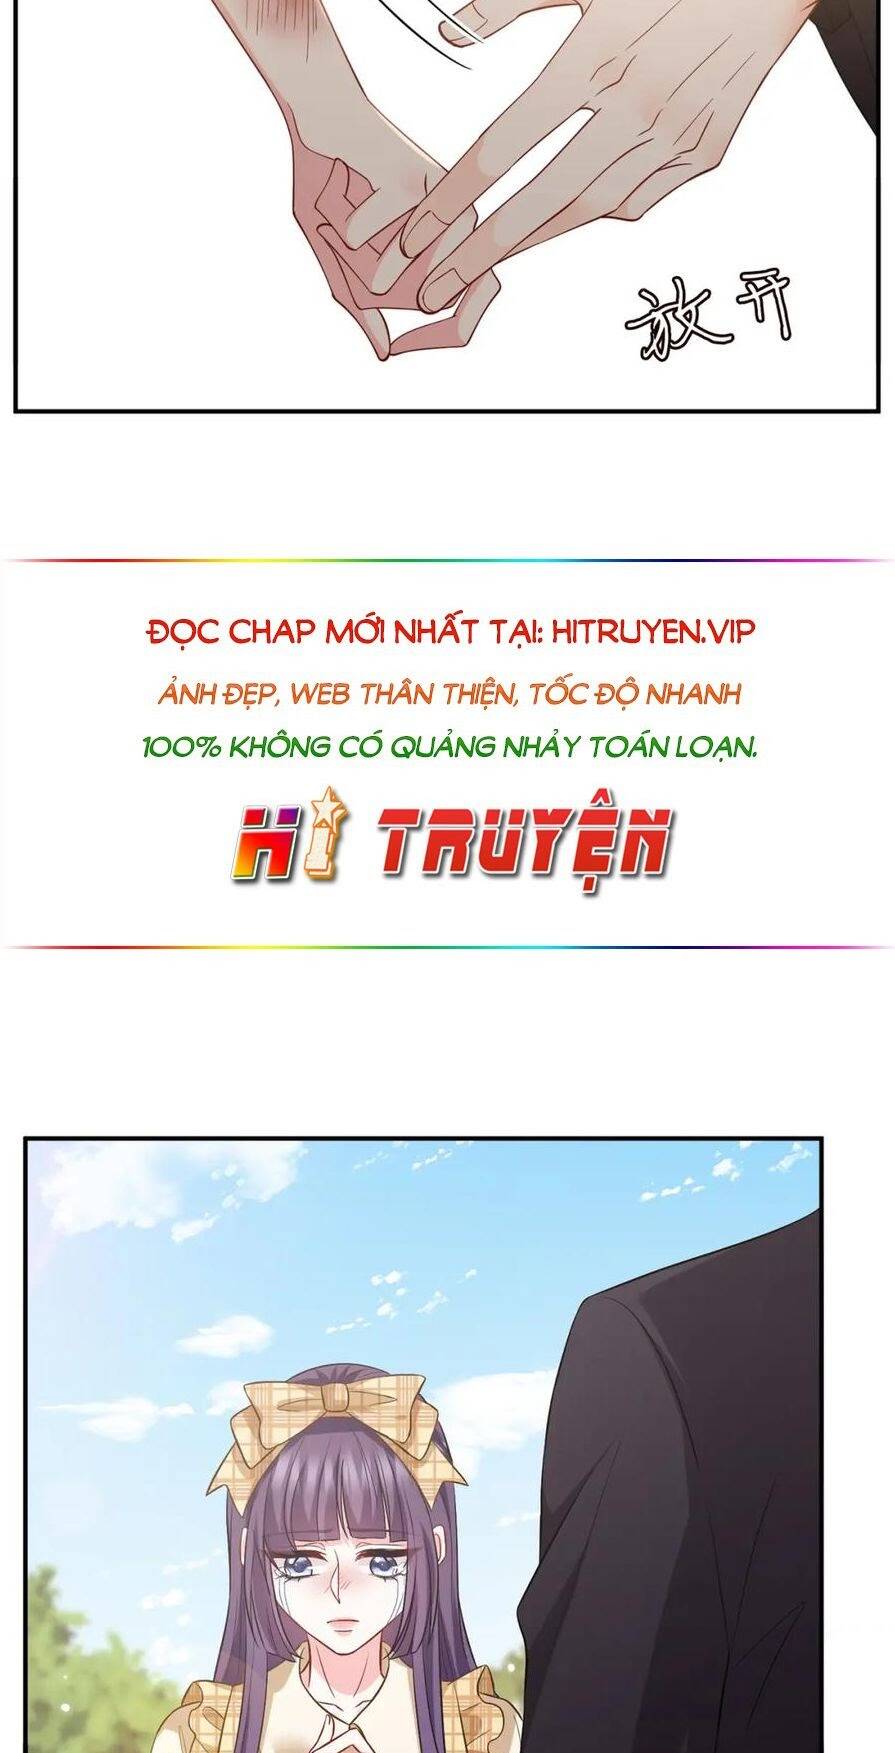 放开
ĐỌC CHAP MỚI NHẤT TẠI: HITRUYEN.VIP
ẢNH ĐẸP, WEB THÂN THIỆN, TỐC ĐỘ NHANH
100% KHÔNG CÓ QUẢNG NHẢY TOÁN LOẠN.
Hi TRUYỆN